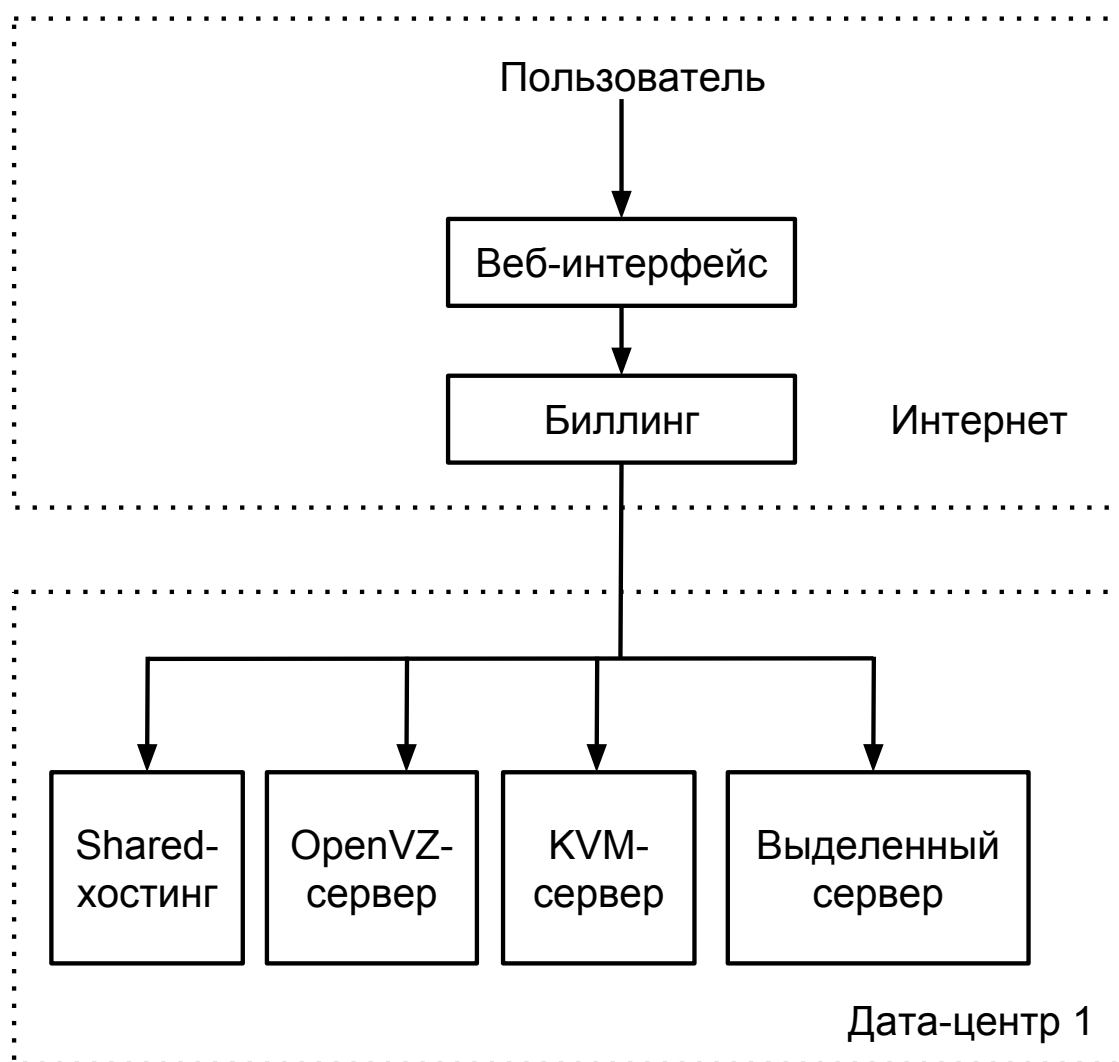 Пользователь
Веб-интерфейс
Биллинг
Интернет
Shared-
хостинг
OpenVZ-
сервер
KVM-
сервер
Выделенный
сервер
Дата-центр 1